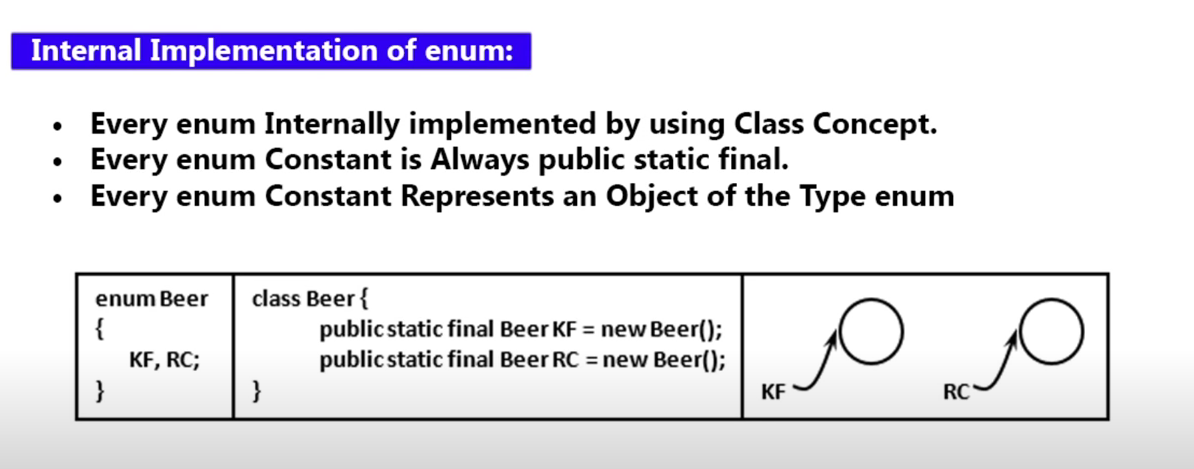 Internal Implementation of enum:
• Every enum Internally implemented by using Class Concept.
• Every enum Constant is Always public static final.
• Every enum Constant Represents an Object of the Type enum
enum Beer
{
KF, RC;
}
class Beer {
public static final Beer KF = new Beer();
public static final Beer RC = new Beer();
}
KF
RC